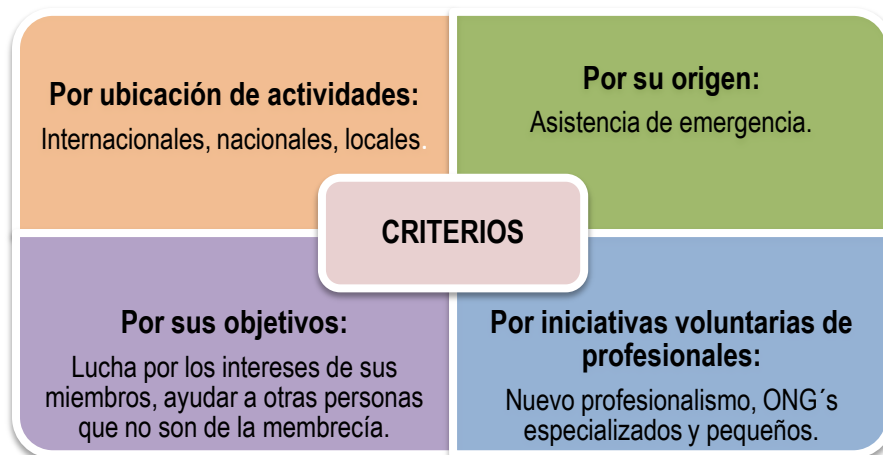 Por ubicación de actividades:
Internacionales, nacionales, locales.
Por su origen:
Asistencia de emergencia.
CRITERIOS
Por sus objetivos:
Lucha por los intereses de sus
miembros, ayudar a otras personas
que no son de la membrecía.
Por iniciativas voluntarias de
profesionales:
Nuevo profesionalismo, ONG´s
especializados y pequeños.